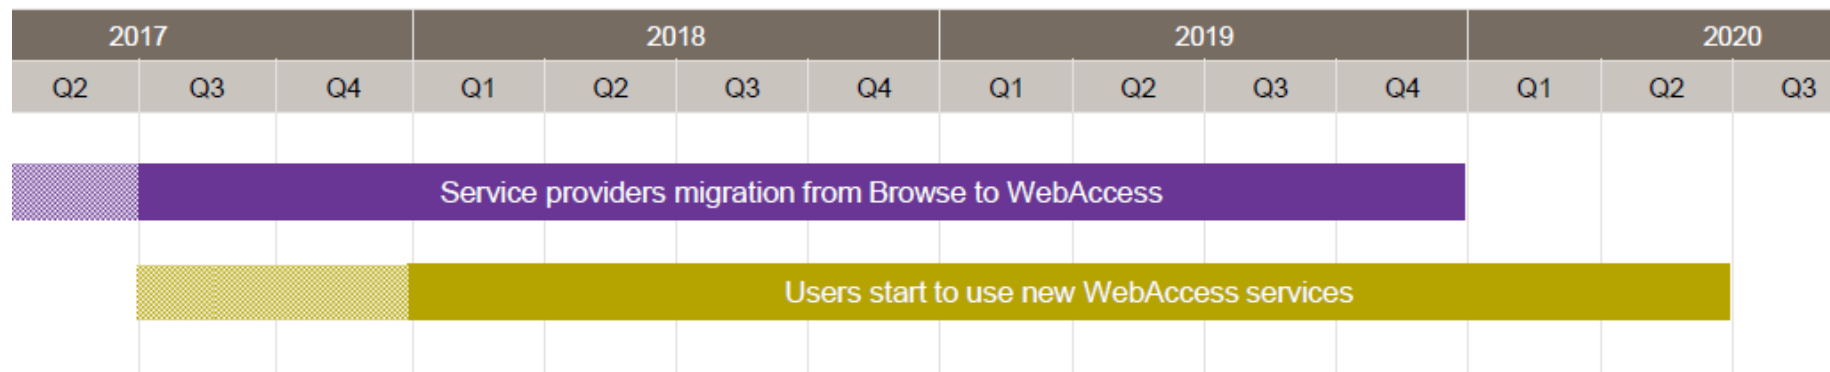 2017 2018 2019 2020
Q2 Q3 Q4 Q1 Q2 Q3 Q4 Q1 Q2 Q3 Q4 Q1 Q2 Q3
Service providers migration from Browse to WebAccess
Users start to use new WebAccess services